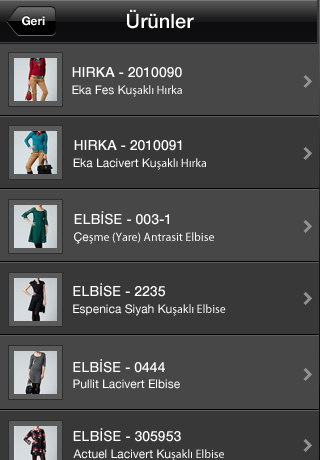 Geri
Ürünler
HIRKA - 2010090
Eka Fes Kuşaklı Hırka
HIRKA - 2010091
Eka Lacivert Kuşaklı Hırka
ELBİSE - 003-1
Çeşme (Yare) Antrasit Elbise
ELBİSE - 2235
Espenica Siyah Kuşaklı Elbise
ELBİSE - 0444
Pullit Lacivert Elbise
ELBİSE - 305953
Actuel Lacivert Kuşaklı Elbise